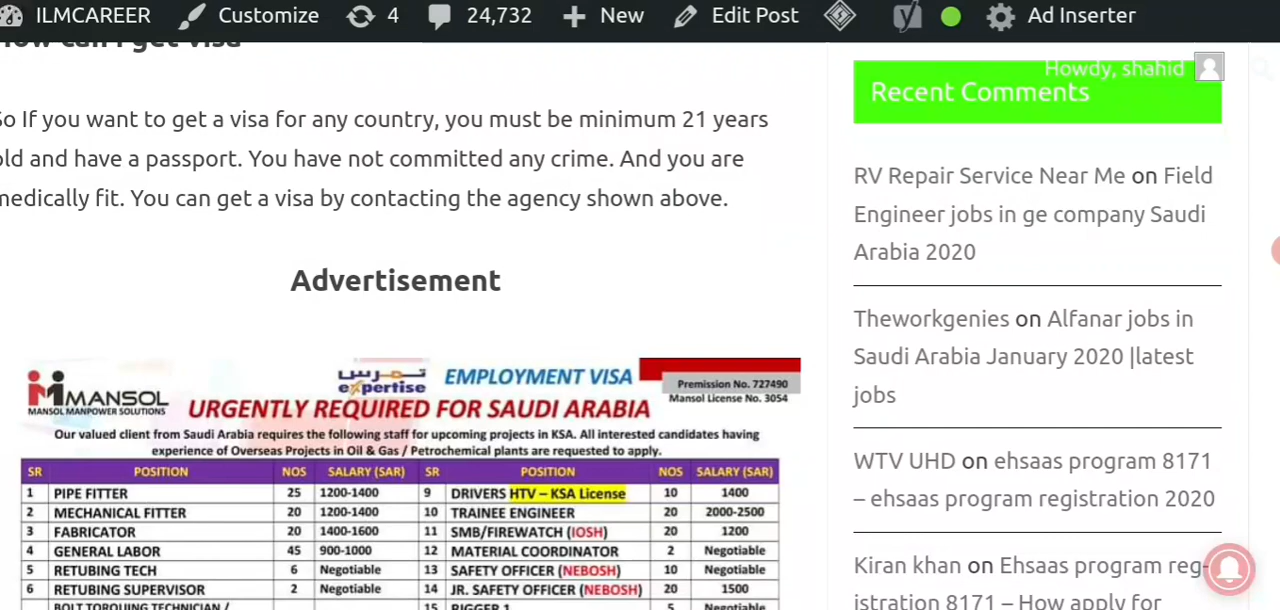 ILMCAREER Customize 4 24,732 New Edit Post Ad Inserter
How can I get visa
Howdy, shahid
So If you want to get a visa for any country, you must be minimum 21 years
old and have a passport. You have not committed any crime. And you are
medically fit. You can get a visa by contacting the agency shown above.
Advertisement
MANSOL
MANSOL MANPOWER SOLUTIONS
expertise
EMPLOYMENT VISA
Premission No. 727490
Mansol License No. 3054
URGENTLY REQUIRED FOR SAUDI ARABIA
Our valued client from Saudi Arabia requires the following staff for upcoming projects in KSA. All interested candidates having
experience of Overseas Projects in Oil & Gas / Petrochemical plants are requested to apply.
SR POSITION NOS SALARY (SAR) SR POSITION NOS SALARY (SAR)
1 PIPE FITTER 25 1200-1400 9 DRIVERS HTV – KSA License 10 1400
2 MECHANICAL FITTER 20 1200-1400 10 TRAINEE ENGINEER 20 2000-2500
3 FABRICATOR 20 1400-1600 11 SMB/FIREWATCH (IOSH) 20 1200
4 GENERAL LABOR 45 900-1000 12 MATERIAL COORDINATOR 2 Negotiable
5 RETUBING TECH 6 Negotiable 13 SAFETY OFFICER (NEBOSH) 10 Negotiable
6 RETUBING SUPERVISOR 2 Negotiable 14 JR. SAFETY OFFICER (NEBOSH) 20 1500
BOLT TORQUING TECHNICIAN / 15 RIGGER 1 5 Negotiable
Recent Comments
RV Repair Service Near Me on Field
Engineer jobs in ge company Saudi
Arabia 2020
Theworkgenies on Alfanar jobs in
Saudi Arabia January 2020 |latest
jobs
WTV UHD on ehsaas program 8171
– ehsaas program registration 2020
Kiran khan on Ehsaas program reg-
istration 8171 – How apply for